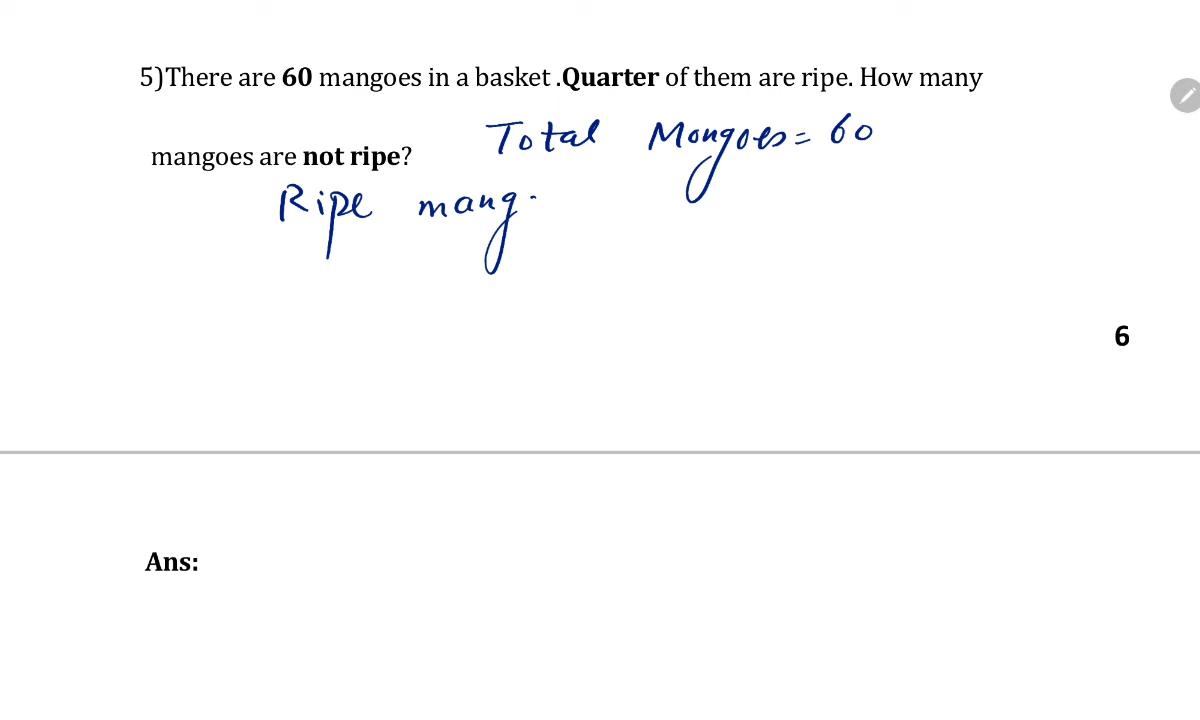 5)There are 60 mangoes in a basket .Quarter of them are ripe. How many
mangoes are not ripe?
Total Mangoes = 60
Ripe mang.
6
Ans: